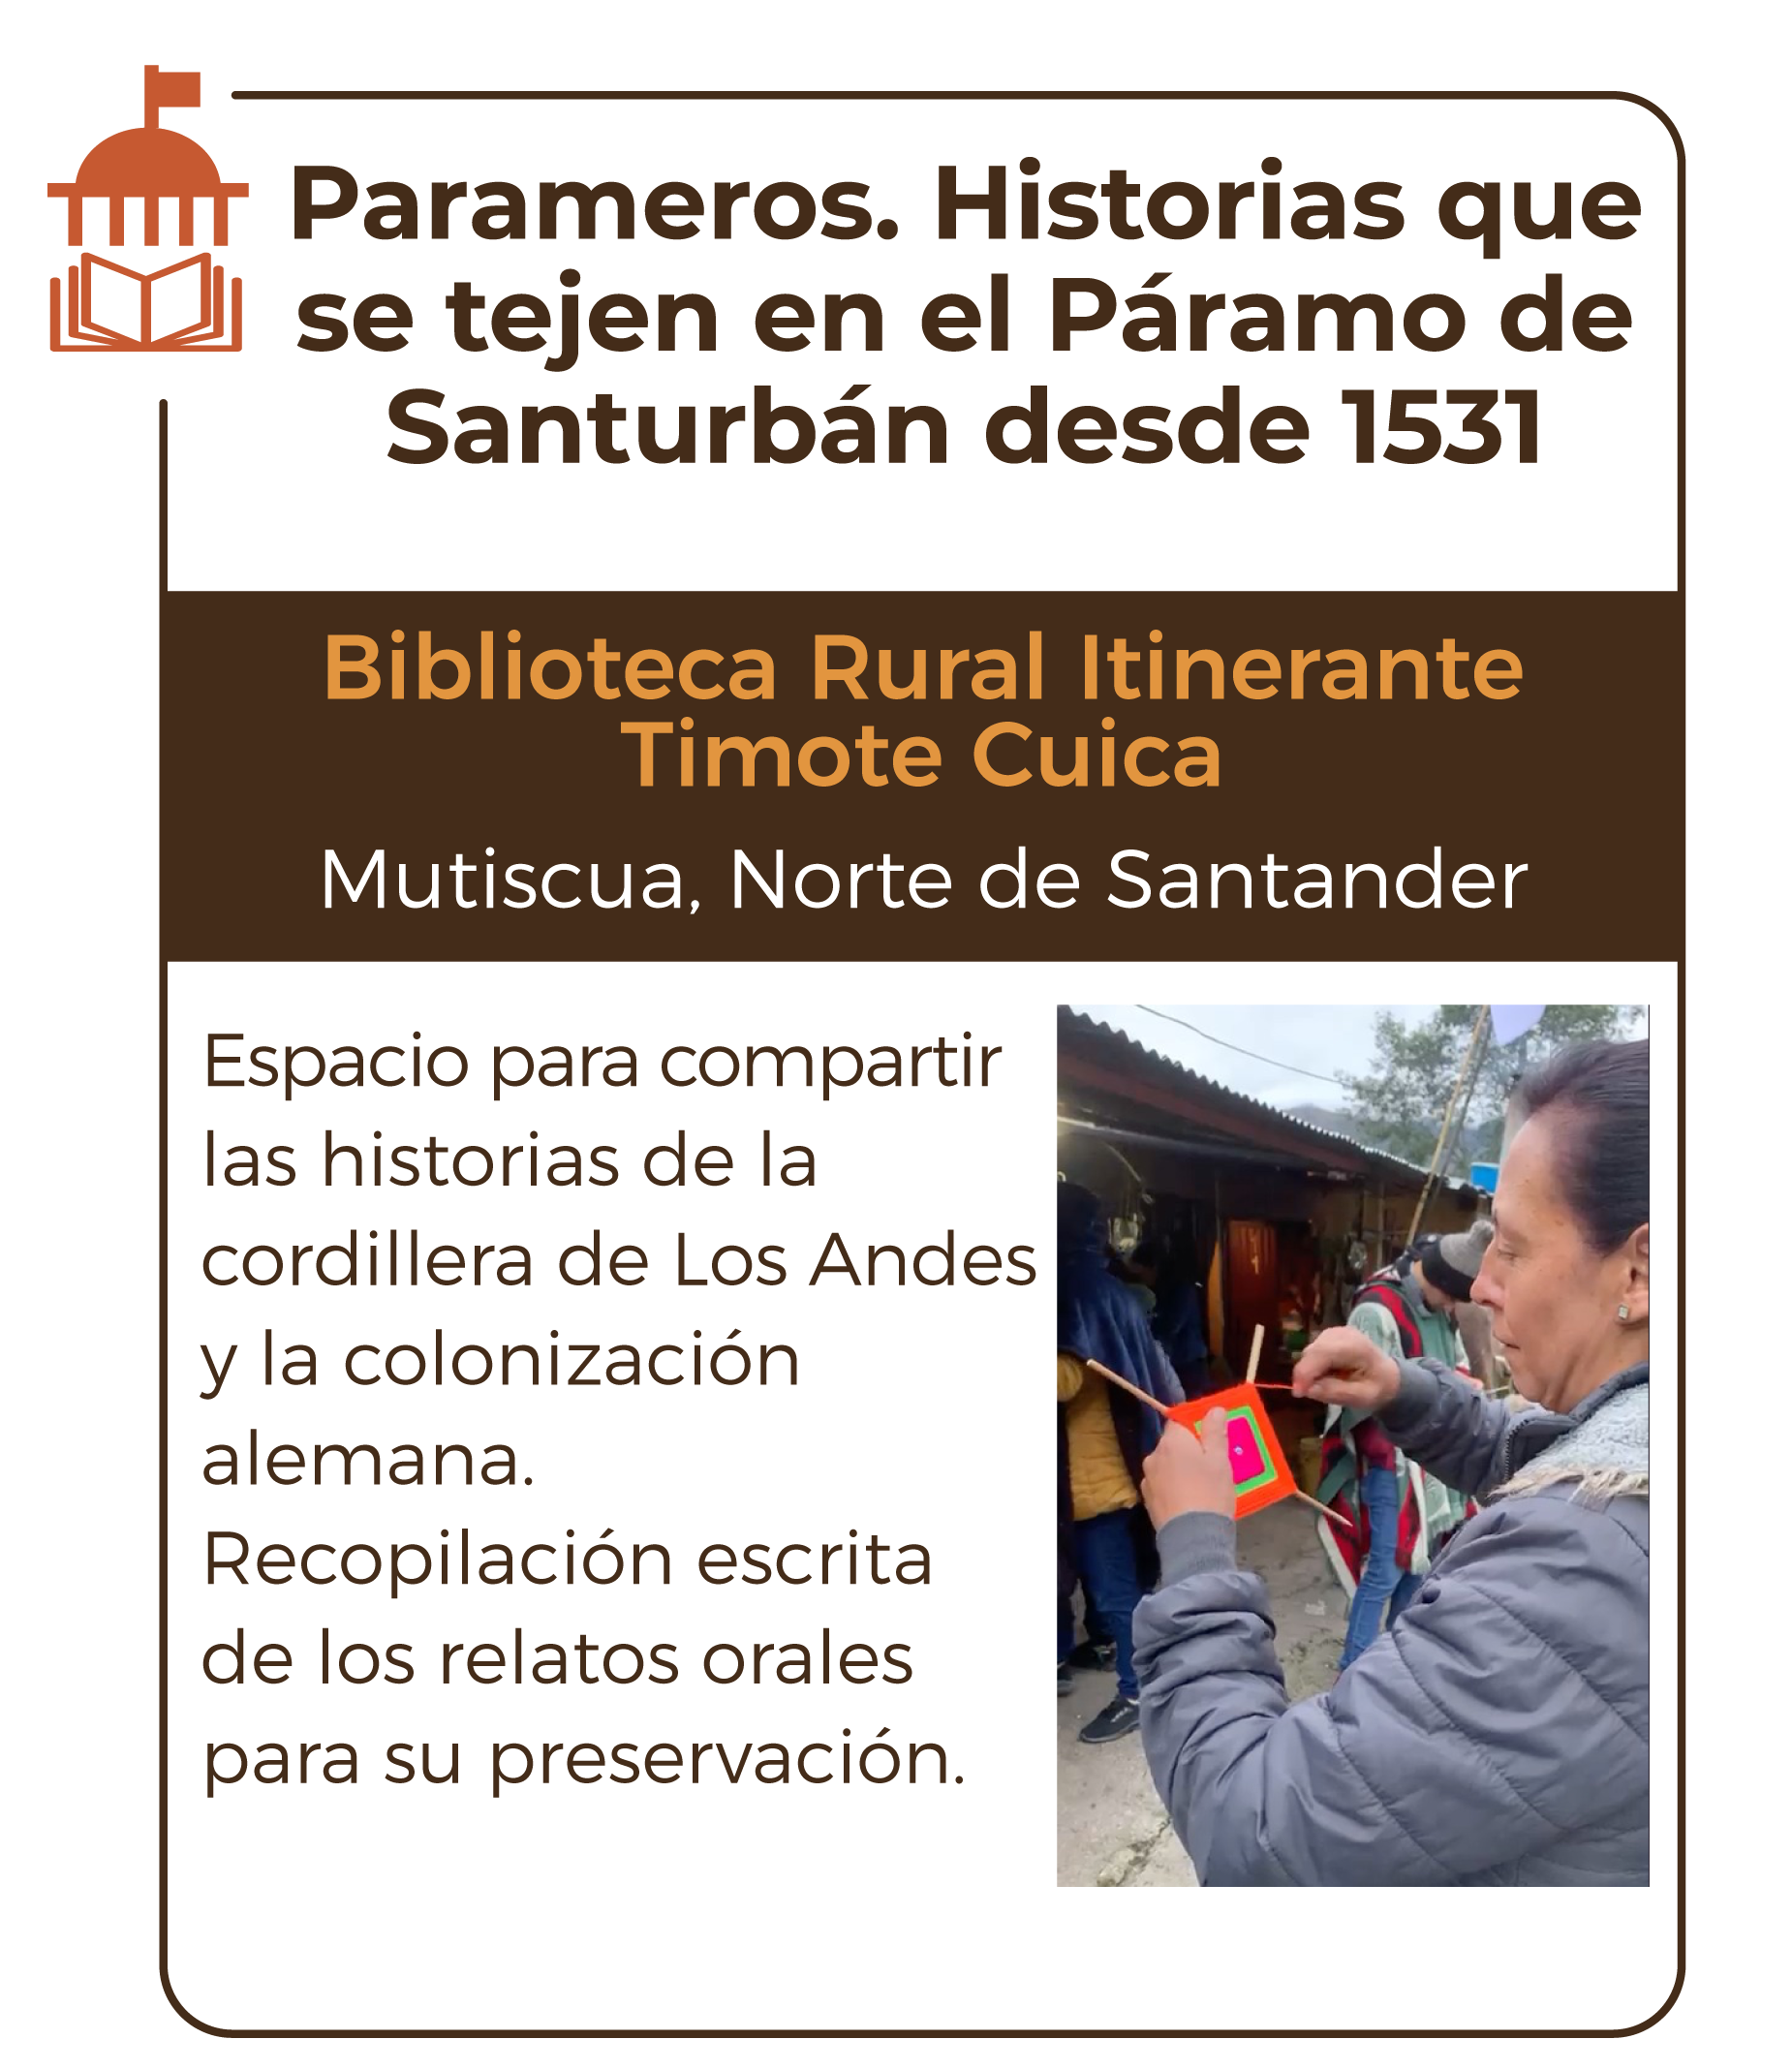 Parameros. Historias que
se tejen en el Páramo de
Santurbán desde 1531
Biblioteca Rural Itinerante
Timote Cuica
Mutiscua, Norte de Santander
Espacio para compartir
las historias de la
cordillera de Los Andes
y la colonización
alemana.
Recopilación escrita
de los relatos orales
para su preservación.